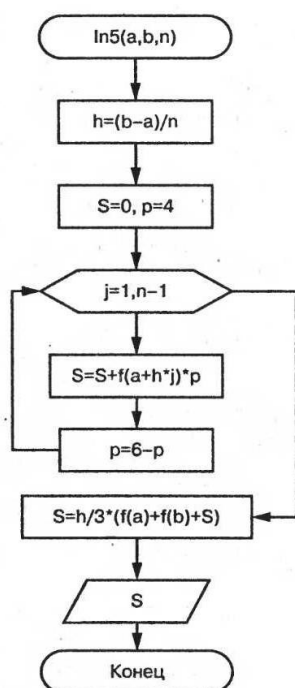 In5(a,b,n)
h=(b–a)/n
S=0, p=4
j=1,n–1
S=S+f(a+h*j)*p
p=6–p
S=h/3*(f(a)+f(b)+S)
S
Конец